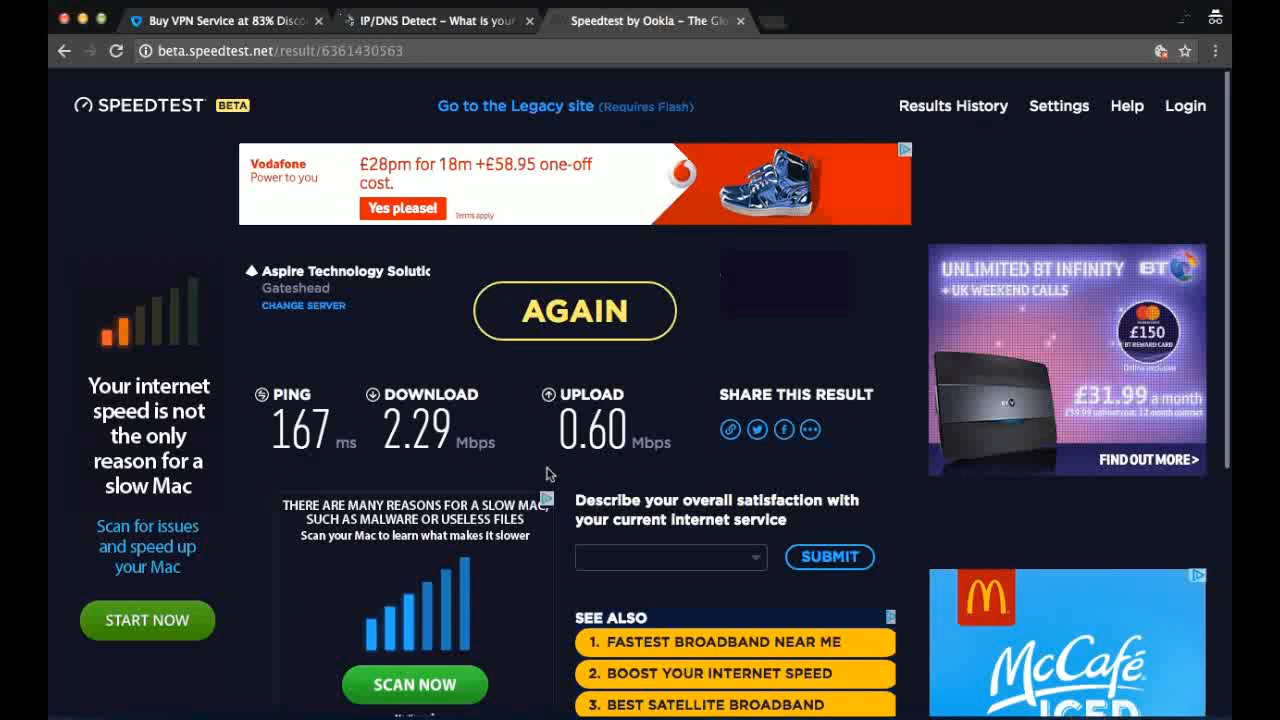 Buy VPN Service at 83% Disco
IP/DNS Detect – What is your
Speedtest by Ookla – The Glo
beta.speedtest.net/result/6361430563
SPEEDTEST BETA
Go to the Legacy site (Requires Flash)
Results History Settings Help Login
Vodafone
Power to you
£28pm for 18m +£58.95 one-off
cost.
Yes please!
Terms apply
Aspire Technology Solutic
Gateshead
CHANGE SERVER
AGAIN
UNLIMITED BT INFINITY
+ UK WEEKEND CALLS
BT
£150
BT REWARD CARD
Online exclusive
£31.99 a month
FIND OUT MORE>
Your internet
speed is not
the only
reason for a
slow Mac
Scan for issues
and speed up
your Mac
START NOW
PING
167 ms
DOWNLOAD
2.29 Mbps
UPLOAD
0.60 Mbps
SHARE THIS RESULT
THERE ARE MANY REASONS FOR A SLOW MAC,
SUCH AS MALWARE OR USELESS FILES
Scan your Mac to learn what makes it slower
SCAN NOW
Describe your overall satisfaction with
your current internet service
SUBMIT
SEE ALSO
1. FASTEST BROADBAND NEAR ME
2. BOOST YOUR INTERNET SPEED
3. BEST SATELLITE BROADBAND
McCafé
ICED